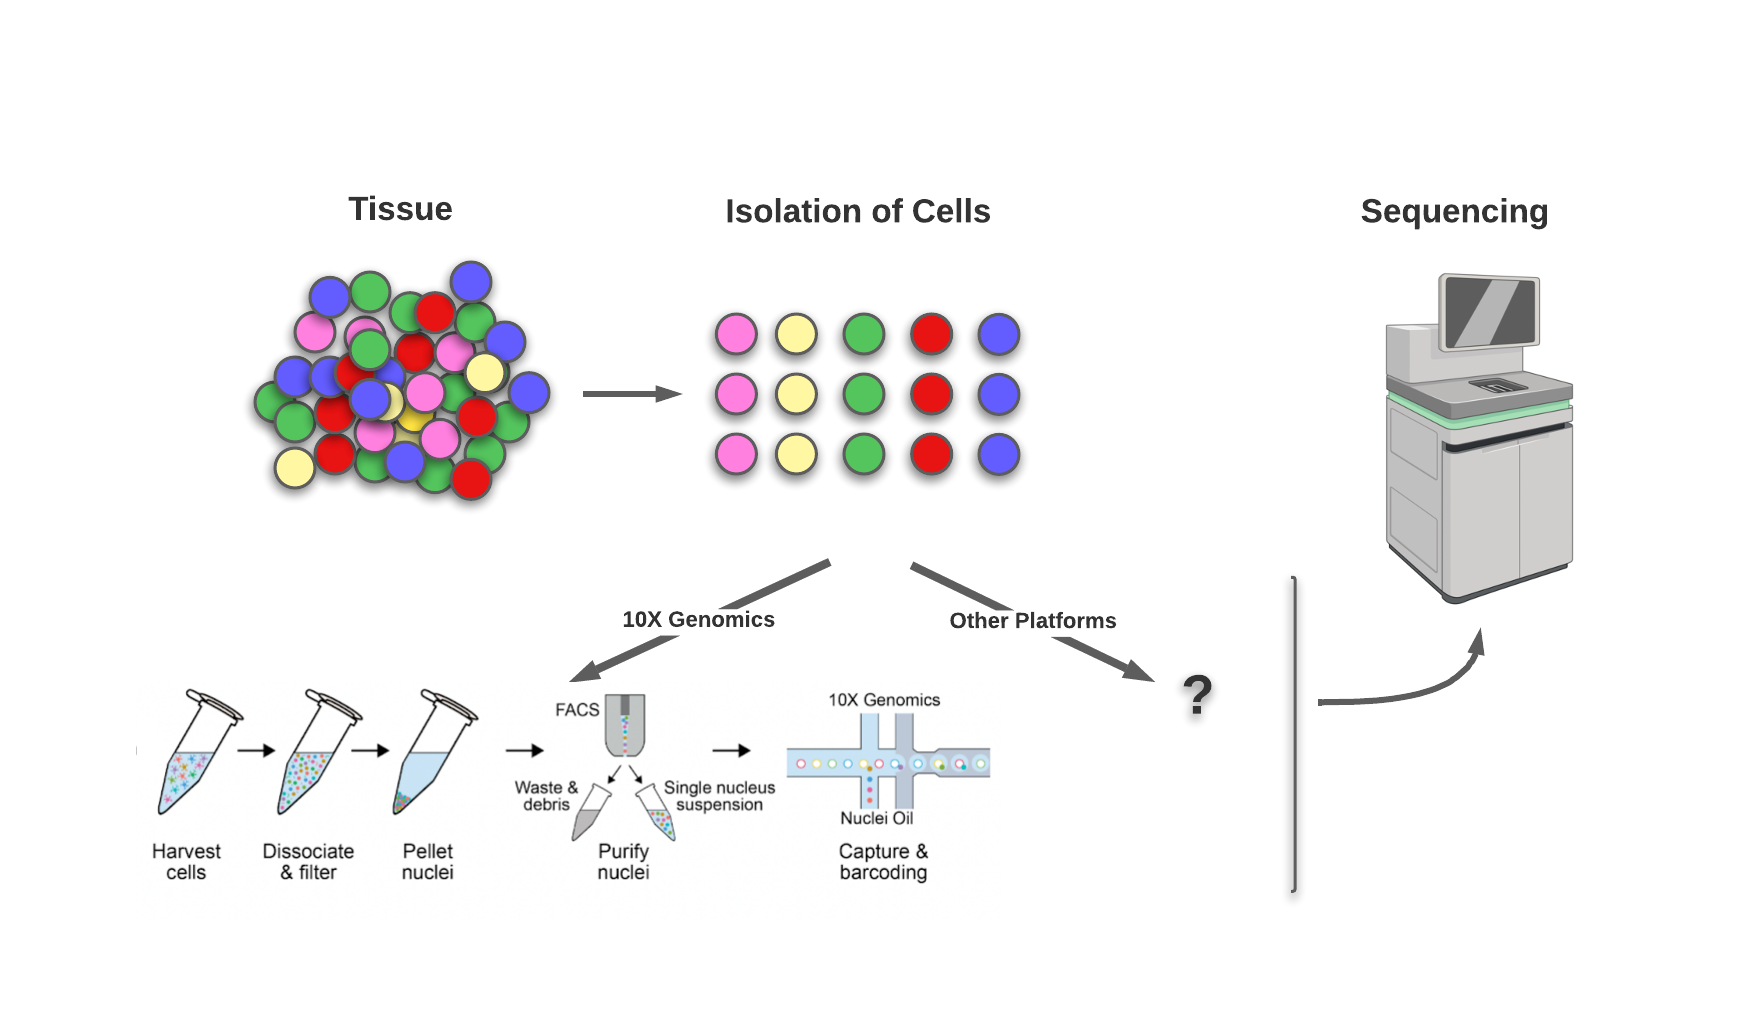 Tissue
Isolation of Cells
Sequencing
10X Genomics
Other Platforms
?
FACS
Waste &
debris
Single nucleus
suspension
10X Genomics
Nuclei Oil
Harvest
cells
Dissociate
& filter
Pellet
nuclei
Purify
nuclei
Capture &
barcoding